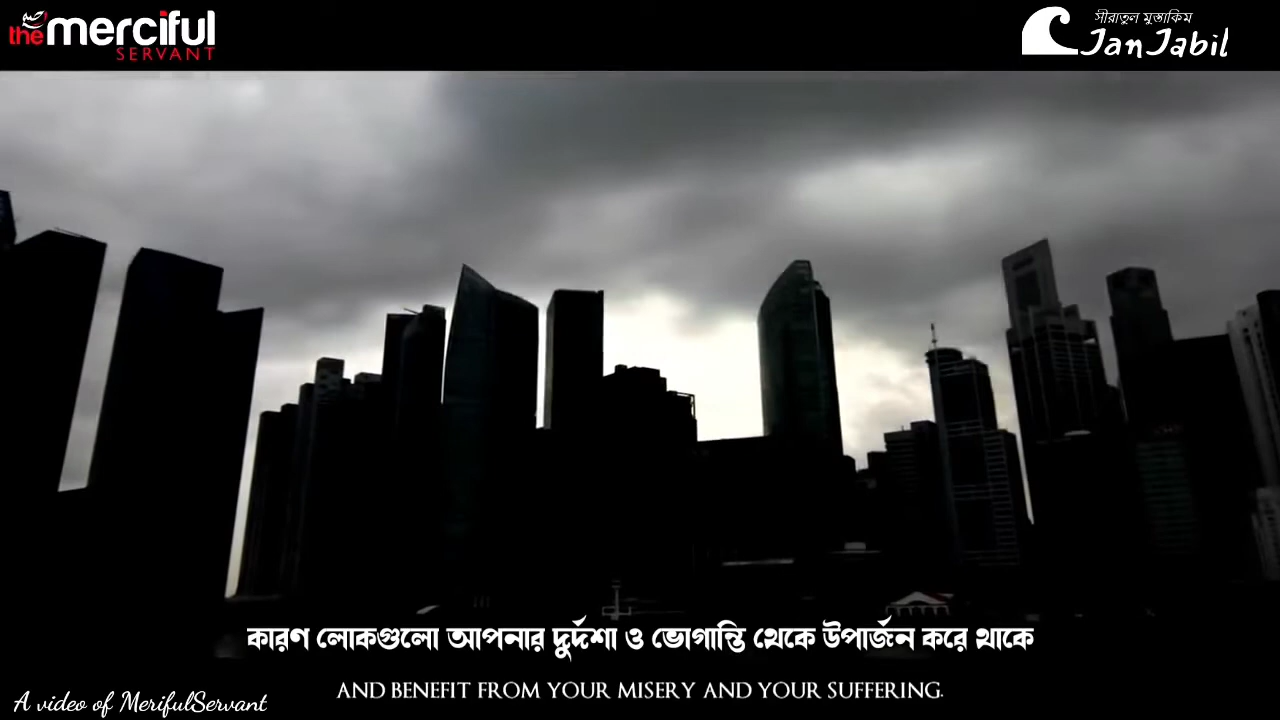 the merciful
SERVANT
সীরাতুল মুস্তাকিম
JanJabil
কারণ লোকগুলো আপনার দুর্দশা ও ভোগান্তি থেকে উপার্জন করে থাকে
AND BENEFIT FROM YOUR MISERY AND YOUR SUFFERING.
A video of MerifulServant